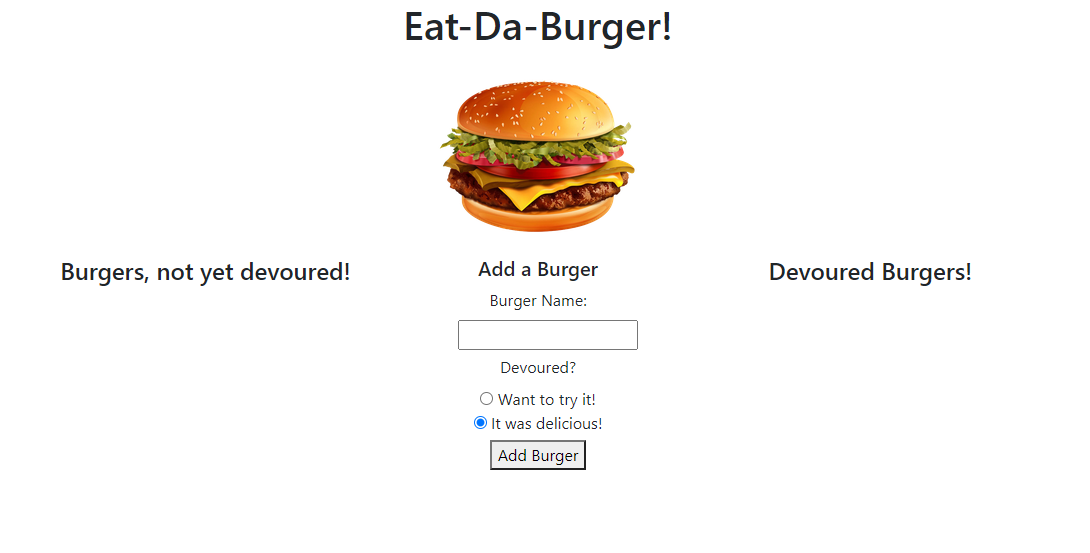 Eat-Da-Burger!
Burgers, not yet devoured!
Add a Burger
Burger Name:
Devoured?
Want to try it!
It was delicious!
Add Burger
Devoured Burgers!